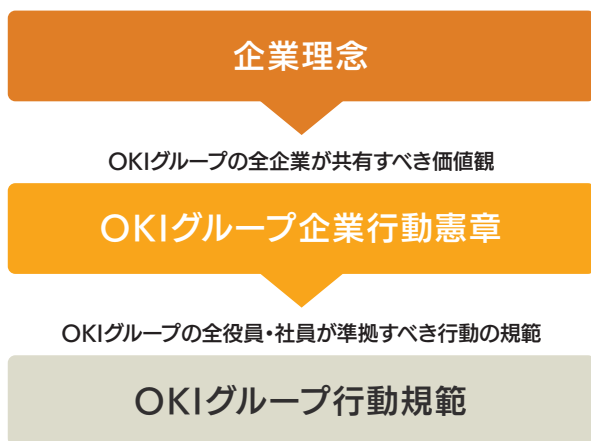 企業理念
OKIグループの全企業が共有すべき価値観
OKIグループ企業行動憲章
OKIグループの全役員・社員が準拠すべき行動の規範
OKIグループ行動規範